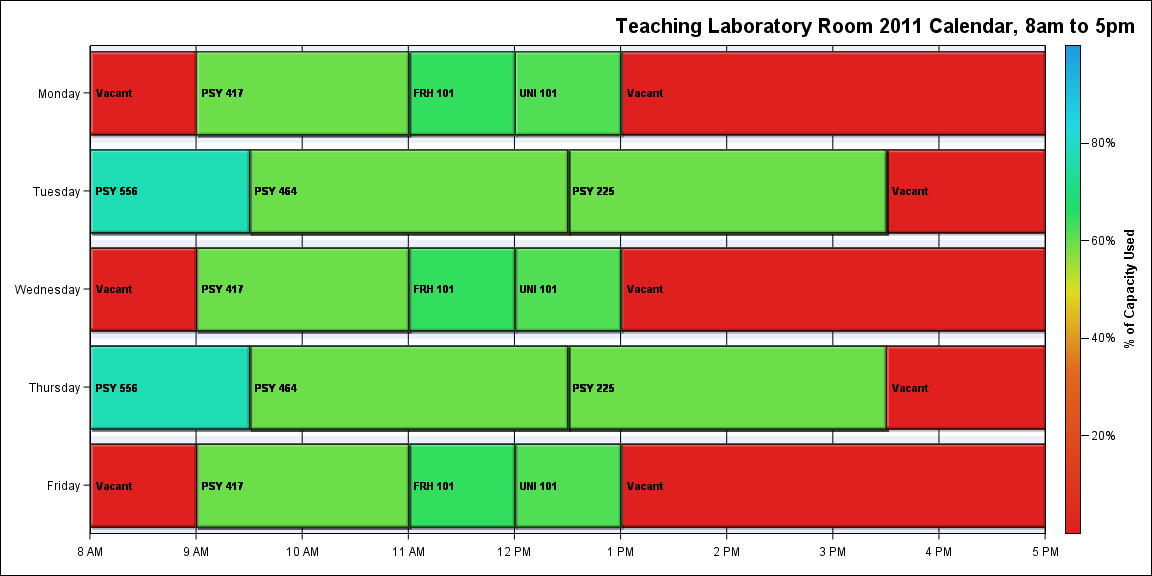 Teaching Laboratory Room 2011 Calendar, 8am to 5pm
Monday
Vacant
PSY 417
FRH 101
UNI 101
Vacant
Tuesday
PSY 556
PSY 464
PSY 225
Vacant
Wednesday
Vacant
PSY 417
FRH 101
UNI 101
Vacant
Thursday
PSY 556
PSY 464
PSY 225
Vacant
Friday
Vacant
PSY 417
FRH 101
UNI 101
Vacant
8 AM
9 AM
10 AM
11 AM
12 PM
1 PM
2 PM
3 PM
4 PM
5 PM
80%
60%
40%
20%
% of Capacity Used